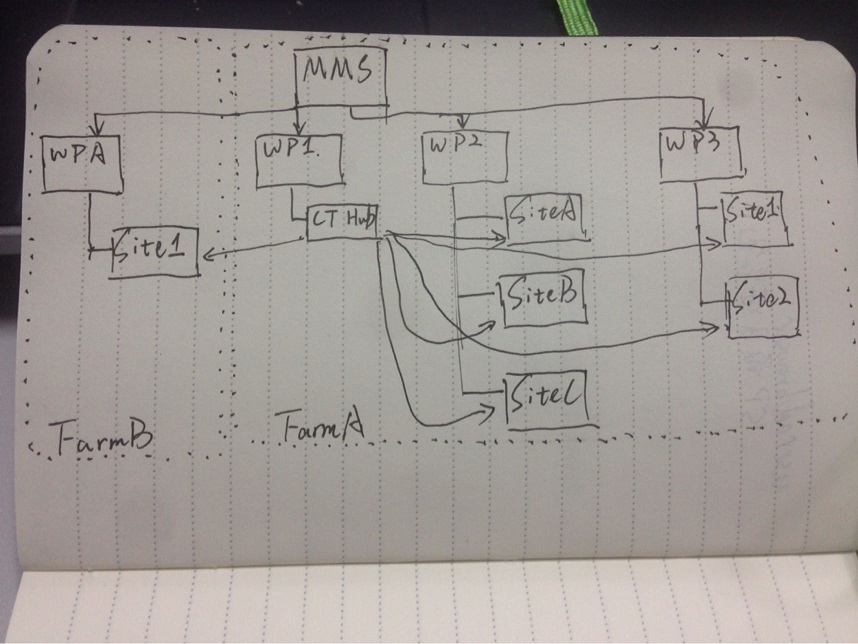 MMS
WPA
WP1.
WP2
WP3
CT Hub
SiteA
Site1
Site1
SiteB
Site2
SiteC
FarmB
FarmA